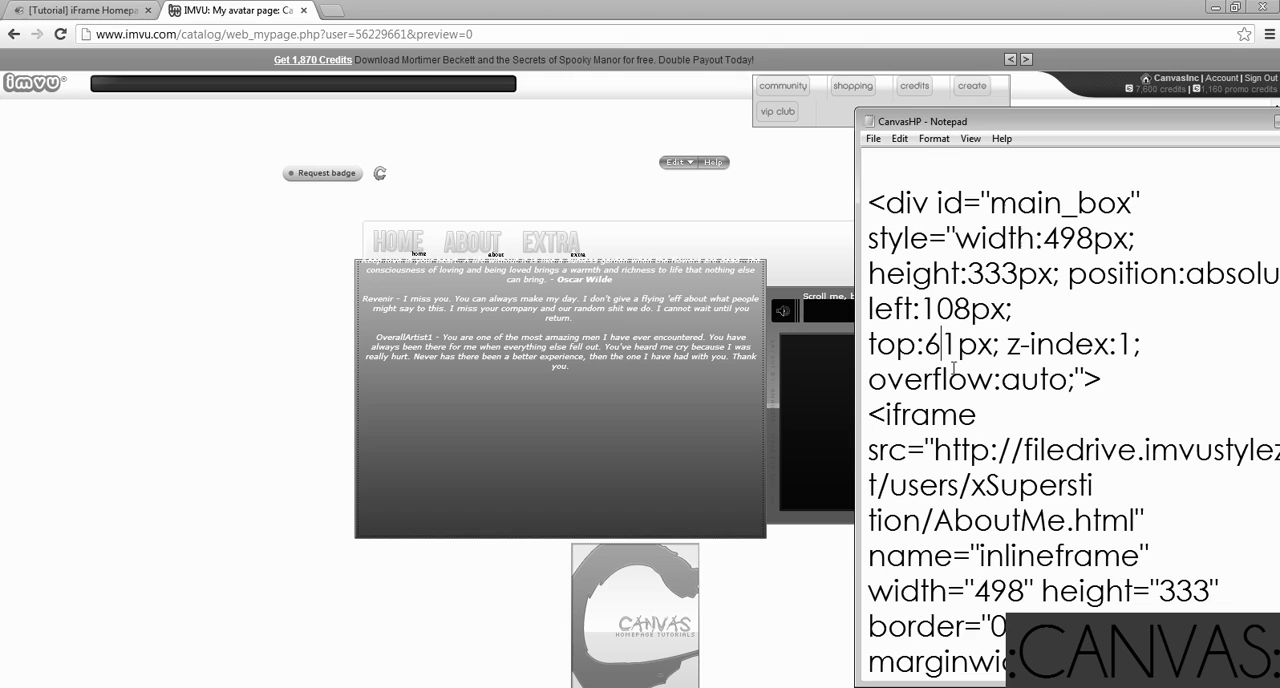 [Tutorial] iFrame Homepa
IMVU: My avatar page: Ca
www.imvu.com/catalog/web_mypage.php?user=56229661&preview=0
Get 1,870 Credits Download Mortimer Beckett and the Secrets of Spooky Manor for free. Double Payout Today!
imvu
community shopping credits create
vip club
CanvasInc | Account | Sign Out
7,600 credits | 1,160 promo credits
Request badge
Edit Help
HOME ABOUT EXTRA
home about extra
consciousness of loving and being loved brings a warmth and richness to life that nothing else
can bring. - Oscar Wilde
Revenir - I miss you. You can always make my day. I don't give a flying 'eff about what people
might say to this. I miss your company and our random shit we do. I cannot wait until you
return.
OverallArtist1 - You are one of the most amazing men I have ever encountered. You have
always been there for me when everything else fell out. You've heard me cry because I was
really hurt. Never has there been a better experience, then the one I have had with you. Thank
you.
Scroll me, b
CANVAS
HOMEPAGE TUTORIALS
CanvasHP - Notepad
File Edit Format View Help
<div id="main_box"
style="width:498px;
height:333px; position:absolu
left:108px;
top:61px; z-index:1;
overflow:auto;">
<iframe
src="http://filedrive.imvustylez
t/users/xSupersti
tion/AboutMe.html"
name="inlineframe"
width="498" height="333"
border="0
marginwi
:CANVAS: